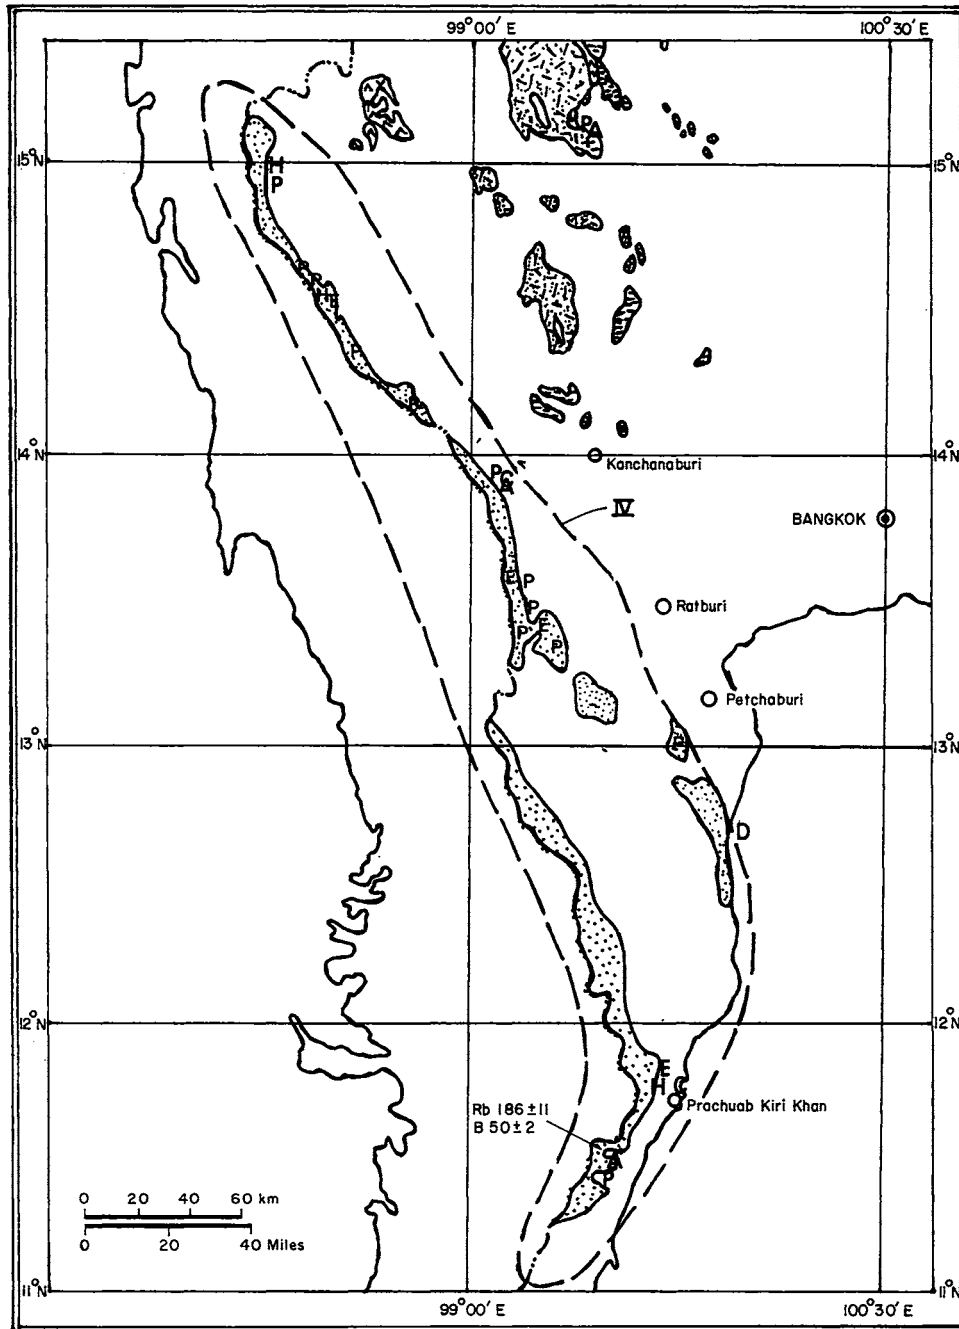 99°00' E
100°30' E
P
A
15°N
15°N
H
P
P
H
E
P
14°N
14°N
Kanchanaburi
P
G
IV
BANGKOK
E
P
P
Ratburi
E
P
P
Petchaburi
13°N
13°N
D
12°N
12°N
E
H
G
Prachuab Kiri Khan
Rb 186±11
B 50±2
A
P
0 20 40 60 km
0 20 40 Miles
11°N
11°N
99°00' E
100°30' E